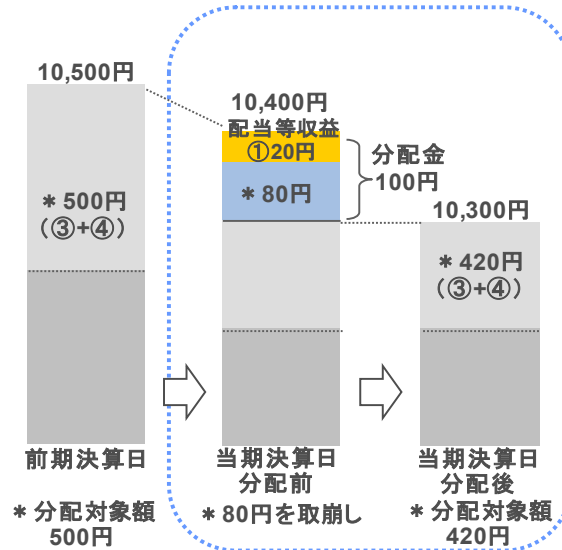 10,500円
＊500円
（③+④）
前期決算日
＊分配対象額
500円
10,400円
配当等収益
①20円
＊80円
分配金
100円
当期決算日
分配前
＊80円を取崩し
10,300円
＊420円
（③+④）
当期決算日
分配後
＊分配対象額
420円